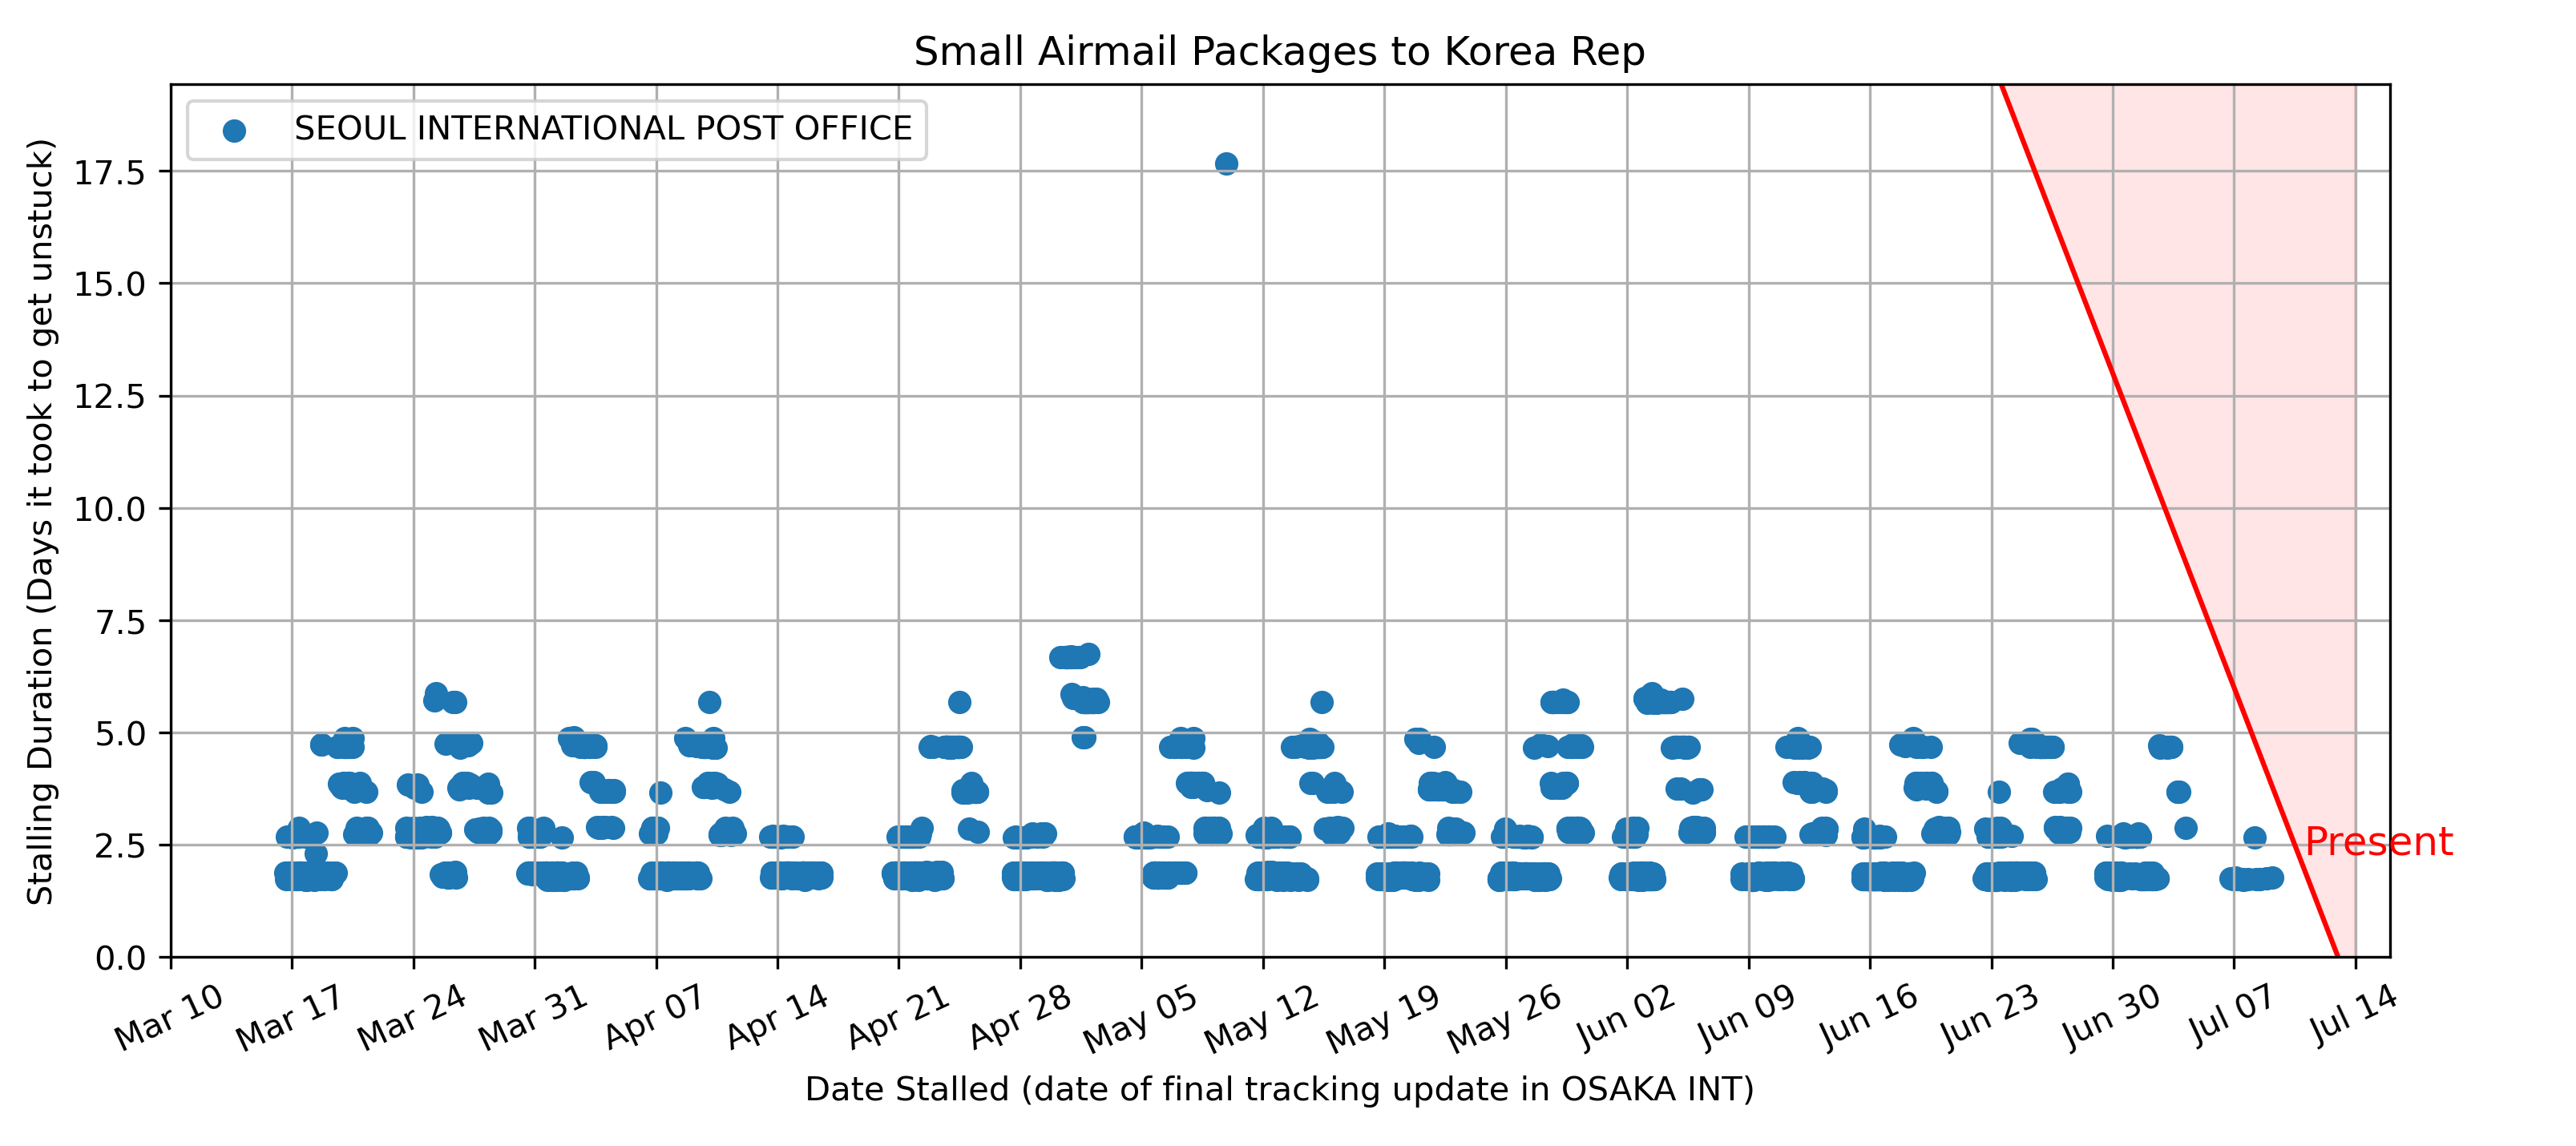 Small Airmail Packages to Korea Rep
SEOUL INTERNATIONAL POST OFFICE
Stalling Duration (Days it took to get unstuck)
17.5
15.0
12.5
10.0
7.5
5.0
2.5
0.0
Present
Mar 10
Mar 17
Mar 24
Mar 31
Apr 07
Apr 14
Apr 21
Apr 28
May 05
May 12
May 19
May 26
Jun 02
Jun 09
Jun 16
Jun 23
Jun 30
Jul 07
Jul 14
Date Stalled (date of final tracking update in OSAKA INT)